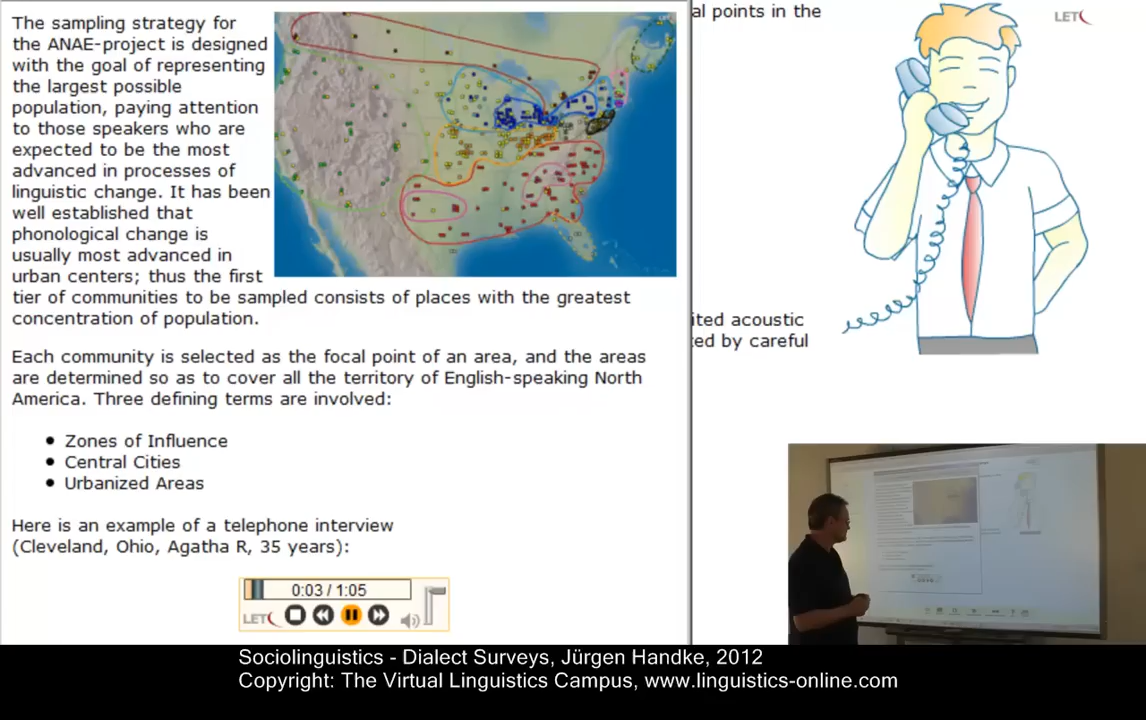 The sampling strategy for
the ANAE-project is designed
with the goal of representing
the largest possible
population, paying attention
to those speakers who are
expected to be the most
advanced in processes of
linguistic change. It has been
well established that
phonological change is
usually most advanced in
urban centers; thus the first
tier of communities to be sampled consists of places with the greatest
concentration of population.
Each community is selected as the focal point of an area, and the areas
are determined so as to cover all the territory of English-speaking North
America. Three defining terms are involved:
• Zones of Influence
• Central Cities
• Urbanized Areas
Here is an example of a telephone interview
(Cleveland, Ohio, Agatha R, 35 years):
0:03 / 1:05
LET
al points in the
LET
ited acoustic
ed by careful
Sociolinguistics - Dialect Surveys, Jürgen Handke, 2012
Copyright: The Virtual Linguistics Campus, www.linguistics-online.com